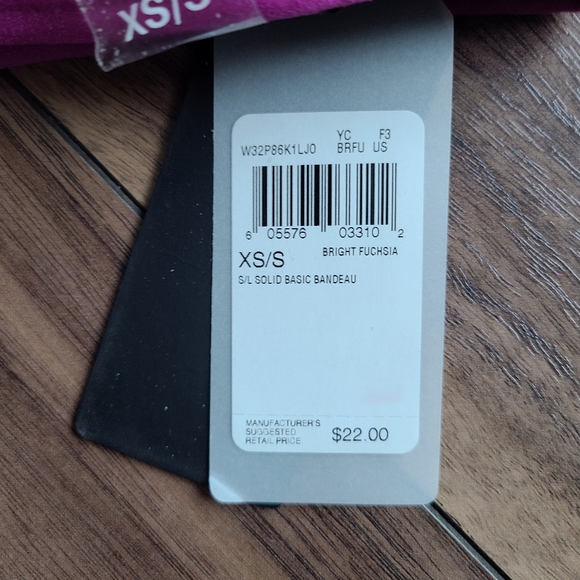 XS/S
W32P86K1LJ0 YC F3
BRFU US
6 05576 03310 2
BRIGHT FUCHSIA
XS/S
S/L SOLID BASIC BANDEAU
MANUFACTURER'S
SUGGESTED
RETAIL PRICE $22.00